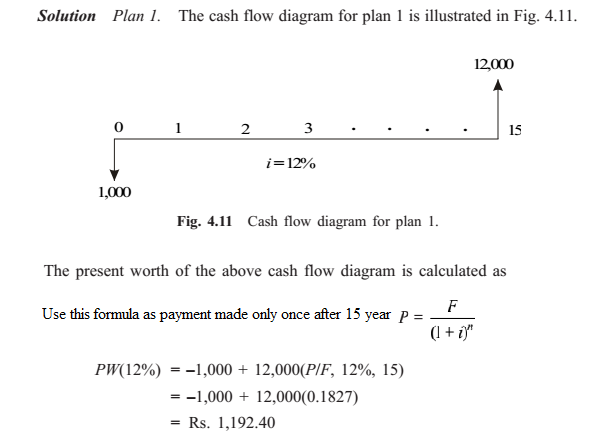 Solution Plan 1. The cash flow diagram for plan 1 is illustrated in Fig. 4.11.
12,000
0 1 2 3 . . . . 15
i = 12%
1,000
Fig. 4.11 Cash flow diagram for plan 1.
The present worth of the above cash flow diagram is calculated as
Use this formula as payment made only once after 15 year P = F / (1 + i)^n
PW(12%) = –1,000 + 12,000(P/F, 12%, 15)
= –1,000 + 12,000(0.1827)
= Rs. 1,192.40